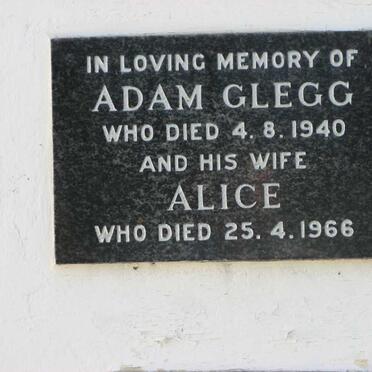 IN LOVING MEMORY OF
ADAM GLEGG
WHO DIED 4.8.1940
AND HIS WIFE
ALICE
WHO DIED 25.4.1966